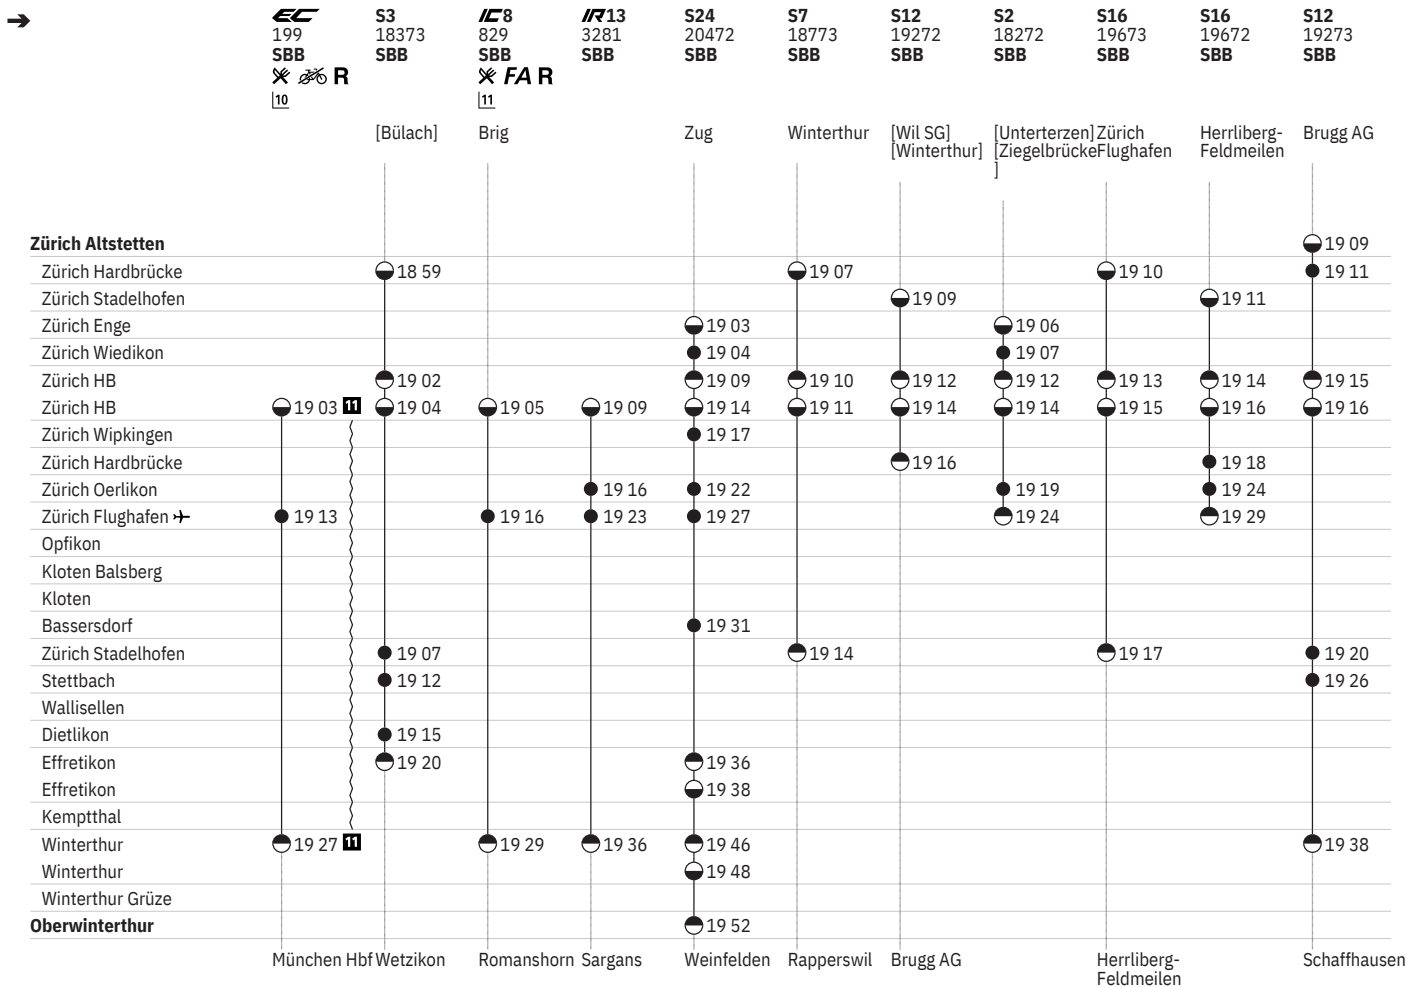 ➔ EC S3 IC8 IR13 S24 S7 S12 S2 S16 S16 S12
199 18373 829 3281 20472 18773 19272 18272 19673 19672 19273
SBB SBB SBB SBB SBB SBB SBB SBB SBB SBB SBB
R FA R
10 11
[Bülach] Brig Zug Winterthur [Wil SG] [Unterterzen] Zürich Herrliberg- Brugg AG
[Winterthur] [Ziegelbrücke Flughafen Feldmeilen
]
Zürich Altstetten 19 09
Zürich Hardbrücke 18 59 19 07 19 10 19 11
Zürich Stadelhofen 19 09 19 11
Zürich Enge 19 03 19 06
Zürich Wiedikon 19 04 19 07
Zürich HB 19 02 19 09 19 10 19 12 19 12 19 13 19 14 19 15
Zürich HB 19 03 11 19 04 19 05 19 09 19 14 19 11 19 14 19 14 19 15 19 16 19 16
Zürich Wipkingen 19 17
Zürich Hardbrücke 19 16 19 18
Zürich Oerlikon 19 16 19 22 19 19 19 24
Zürich Flughafen 19 13 19 16 19 23 19 27 19 24 19 29
Opfikon
Kloten Balsberg
Kloten
Bassersdorf 19 31
Zürich Stadelhofen 19 07 19 14 19 17 19 20
Stettbach 19 12 19 26
Wallisellen
Dietlikon 19 15
Effretikon 19 20 19 36
Effretikon 19 38
Kemptthal
Winterthur 19 27 11 19 29 19 36 19 46 19 38
Winterthur 19 48
Winterthur Grüze
Oberwinterthur 19 52
München Hbf Wetzikon Romanshorn Sargans Weinfelden Rapperswil Brugg AG Herrliberg- Schaffhausen
Feldmeilen